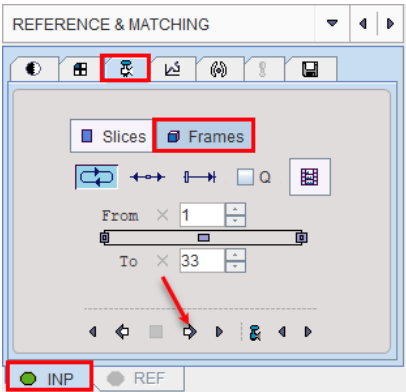 REFERENCE & MATCHING
Slices Frames
Q
From 1
To 33
INP REF